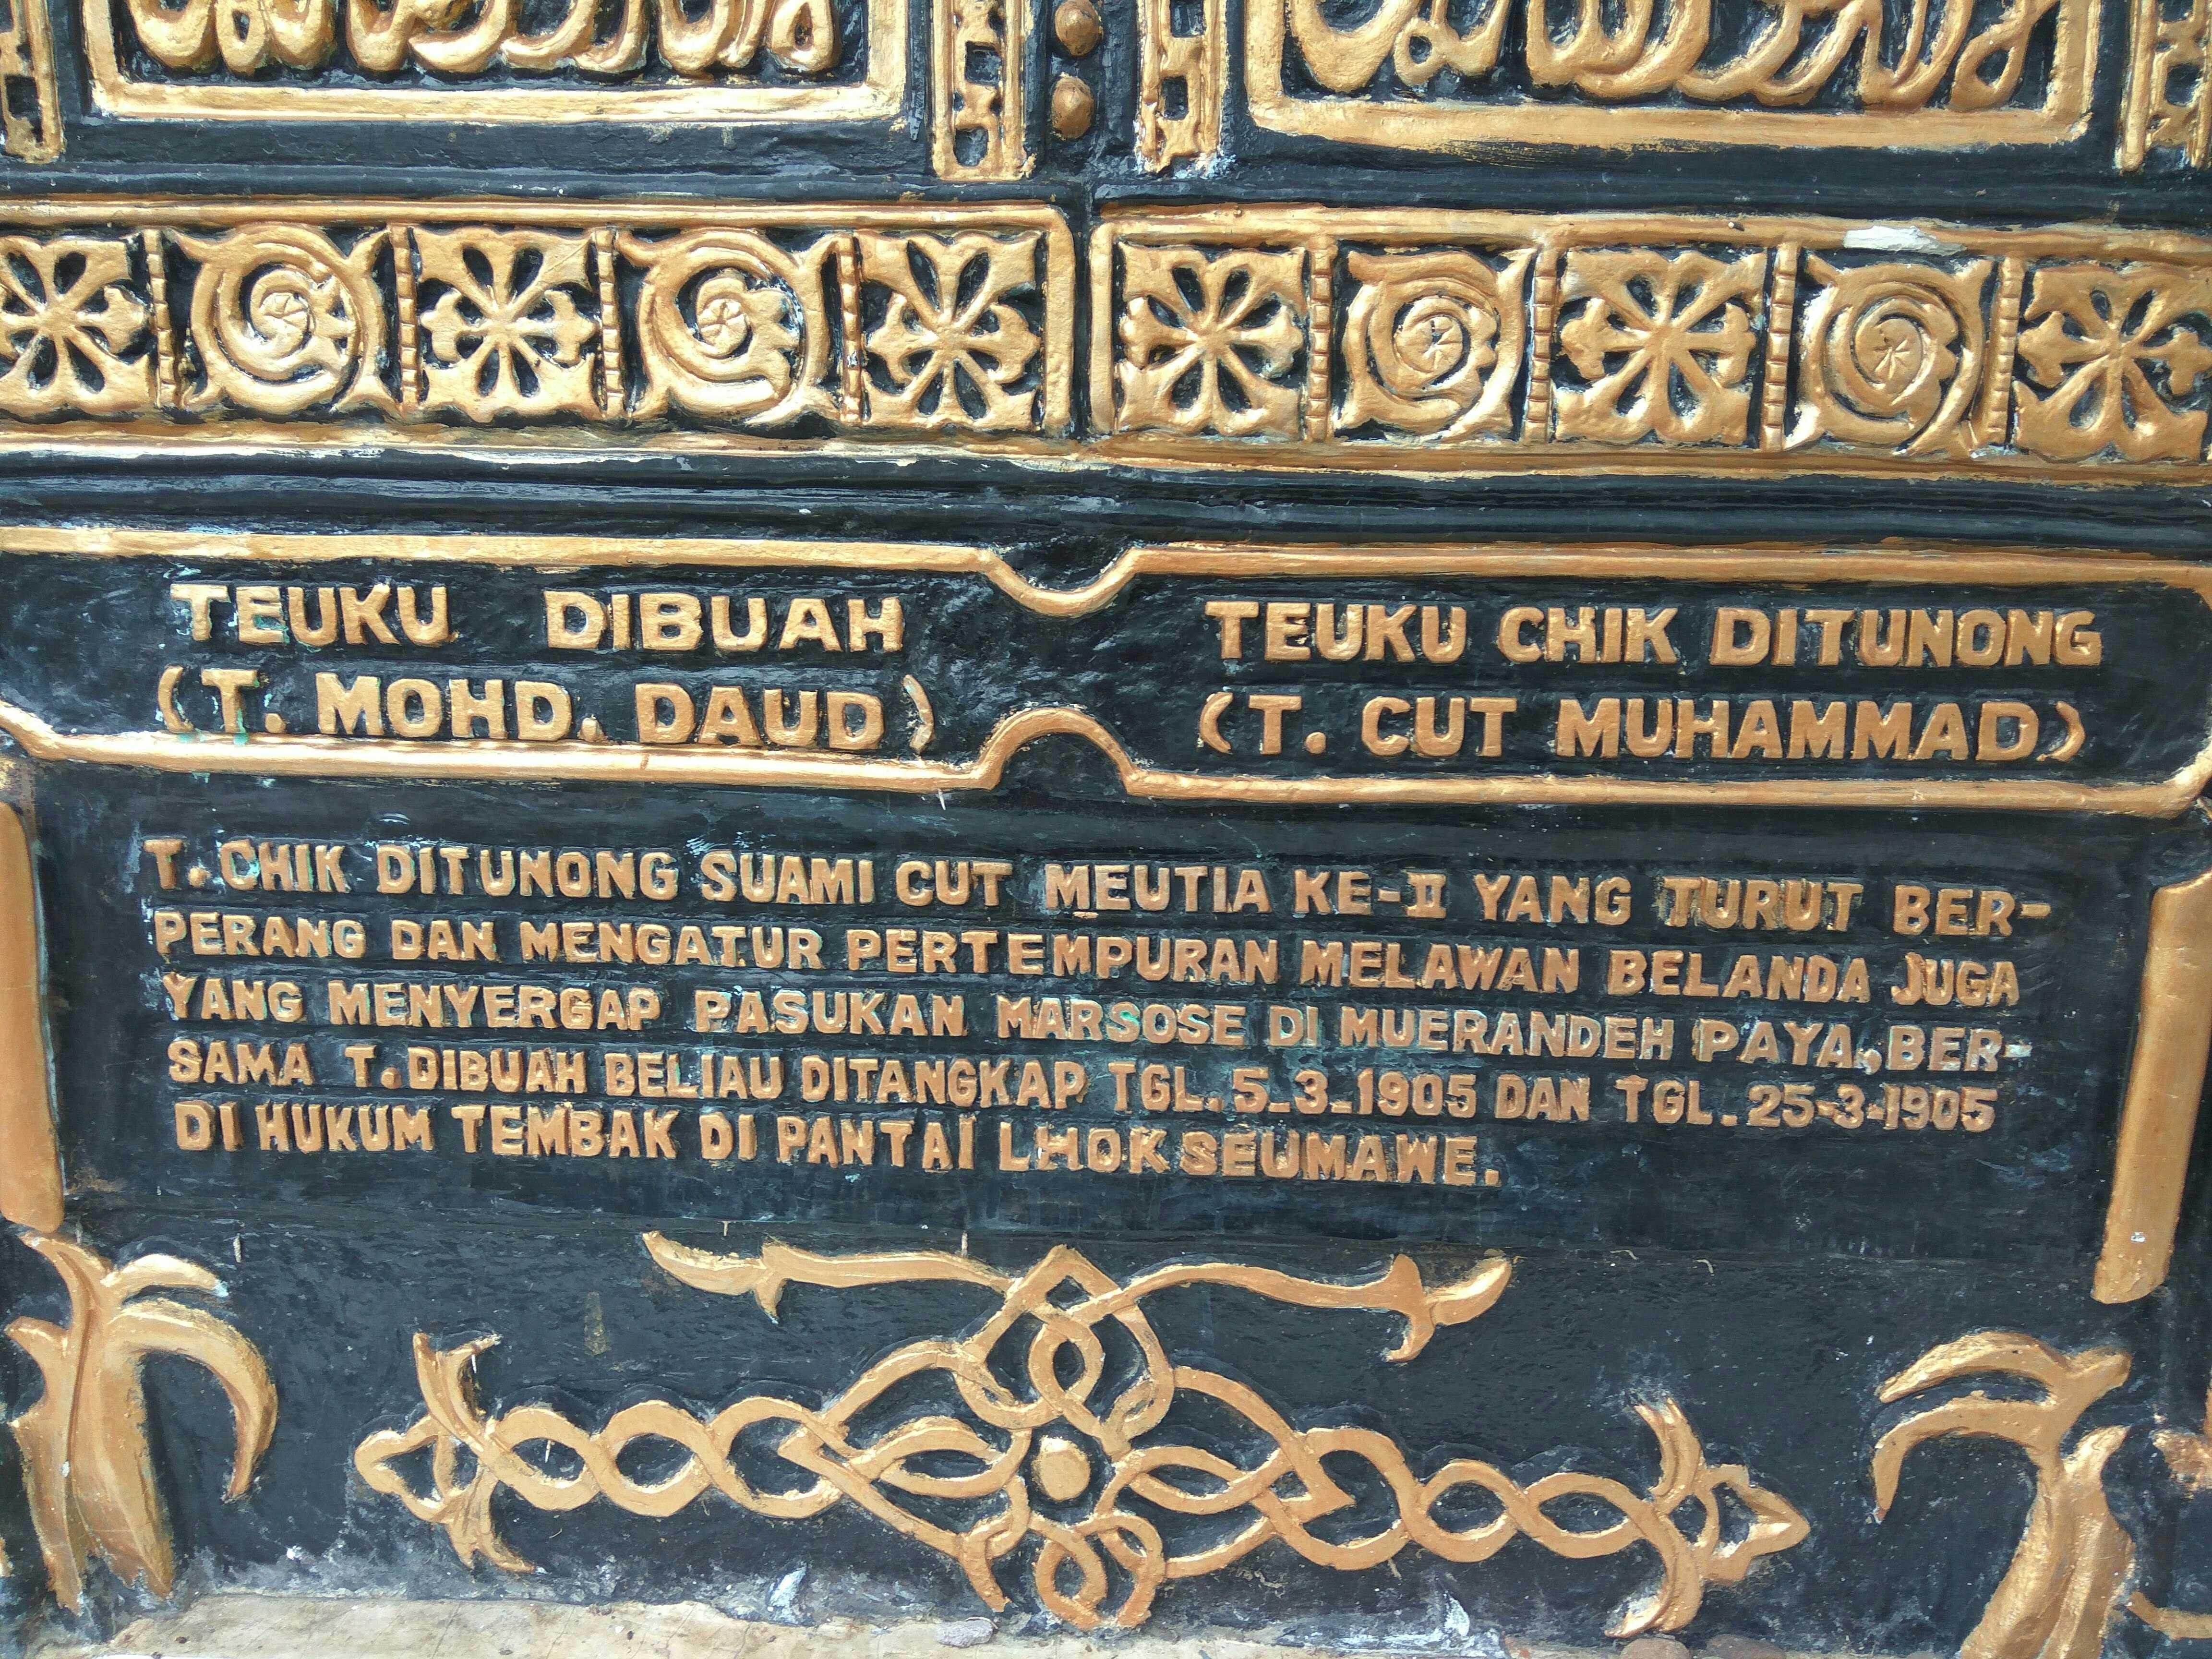 TEUKU DIBUAH
(T. MOHD. DAUD)
TEUKU CHIK DITUNONG
(T. CUT MUHAMMAD)
T. CHIK DITUNONG SUAMI CUT MEUTIA KE-II YANG TURUT BER-
PERANG DAN MENGATUR PERTEMPURAN MELAWAN BELANDA JUGA
YANG MENYERGAP PASUKAN MARSOSE DI MUERANDEH PAYA, BER-
SAMA T. DIBUAH BELIAU DITANGKAP TGL. 5-3-1905 DAN TGL. 25-3-1905
DI HUKUM TEMBAK DI PANTAI LHOK SEUMAWE.